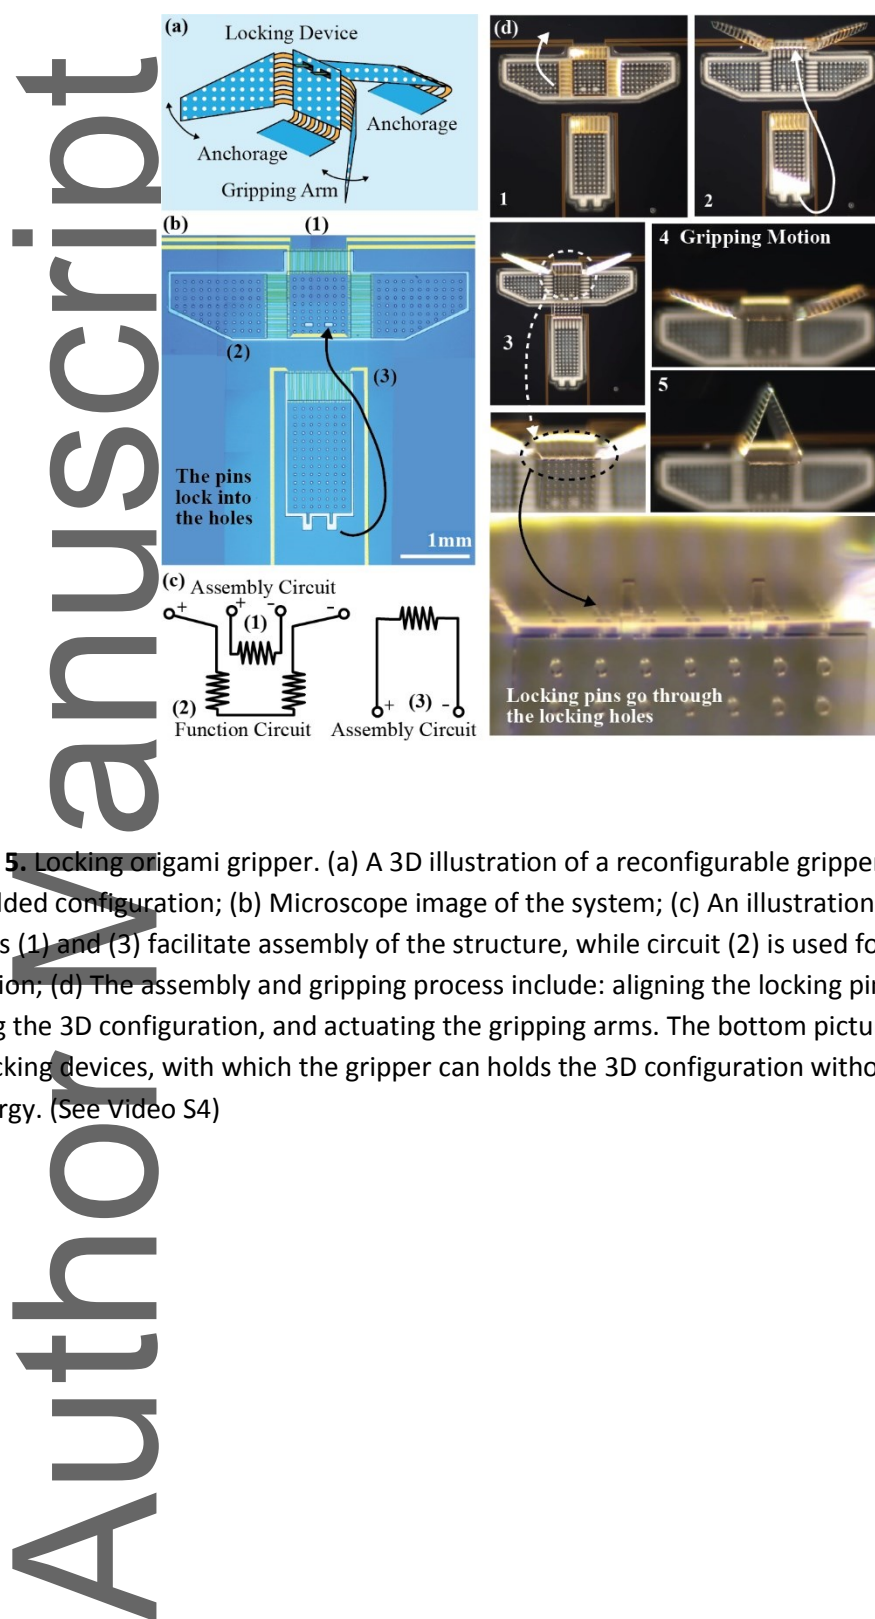 Author Manuscript
(a)
Locking Device
Anchorage
Anchorage
Gripping Arm
(b)
(1)
(2)
(3)
The pins
lock into
the holes
1mm
(c)
Assembly Circuit
+
+
-
-
(1)
(2)
Function Circuit
+
(3)
-
Assembly Circuit
(d)
1
2
3
4 Gripping Motion
5
Locking pins go through
the locking holes
5. Locking origami gripper. (a) A 3D illustration of a reconfigurable gripper
lded configuration; (b) Microscope image of the system; (c) An illustration
s (1) and (3) facilitate assembly of the structure, while circuit (2) is used fo
ion; (d) The assembly and gripping process include: aligning the locking pin
g the 3D configuration, and actuating the gripping arms. The bottom pictu
cking devices, with which the gripper can holds the 3D configuration witho
rgy. (See Video S4)